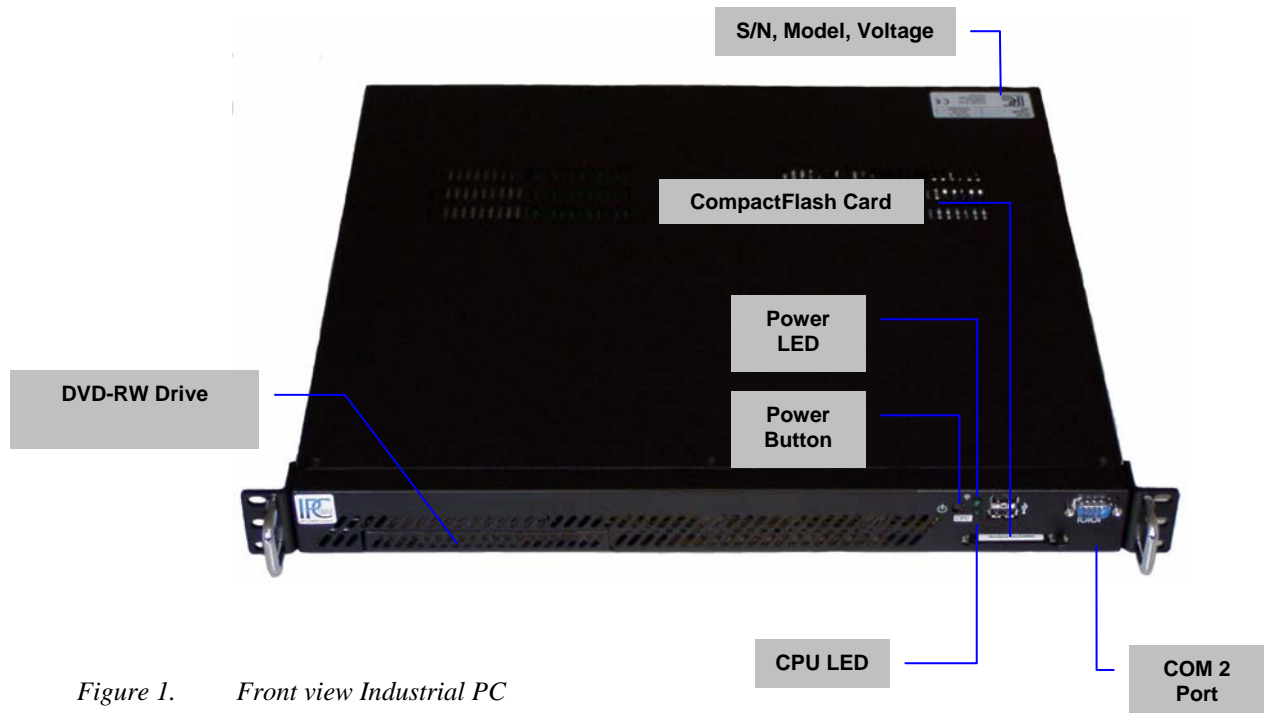 S/N, Model, Voltage
CompactFlash Card
Power
LED
DVD-RW Drive
Power
Button
IPC
CPU LED
COM 2
Port
Figure 1. Front view Industrial PC